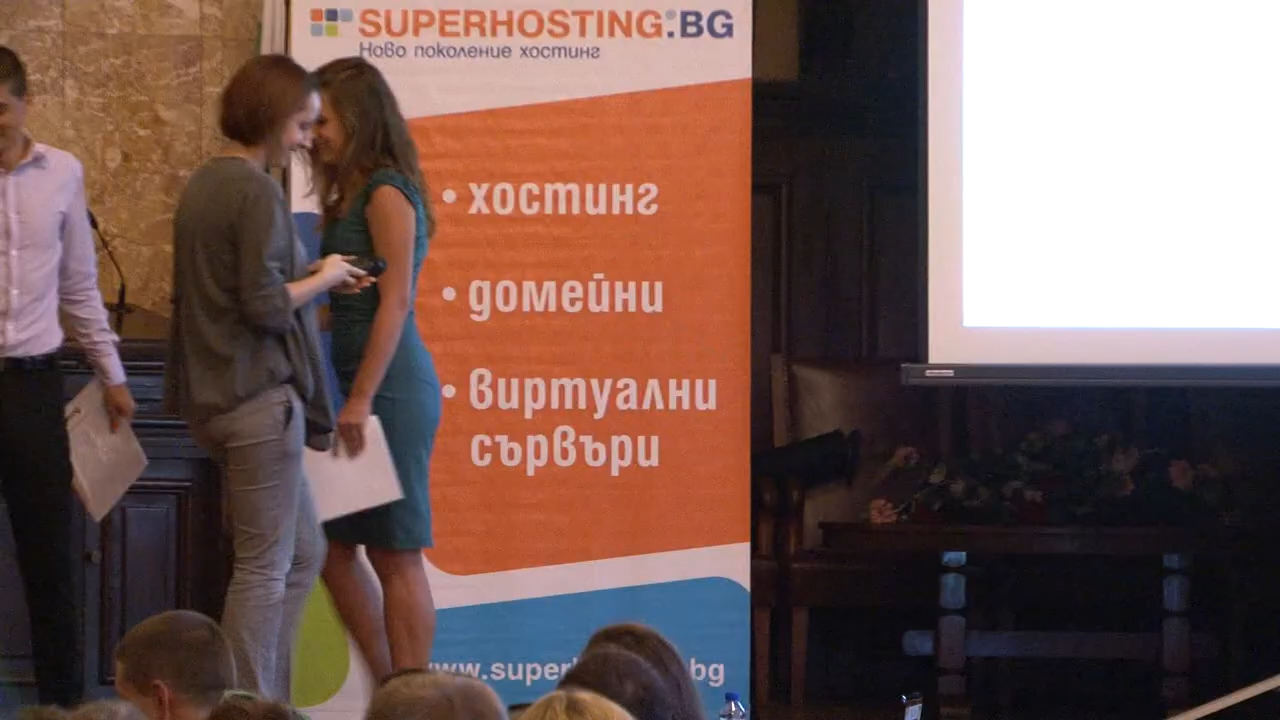 SUPERHOSTING.BG
Ново поколение хостинг
• хостинг
• домейни
• виртуални
сървъри